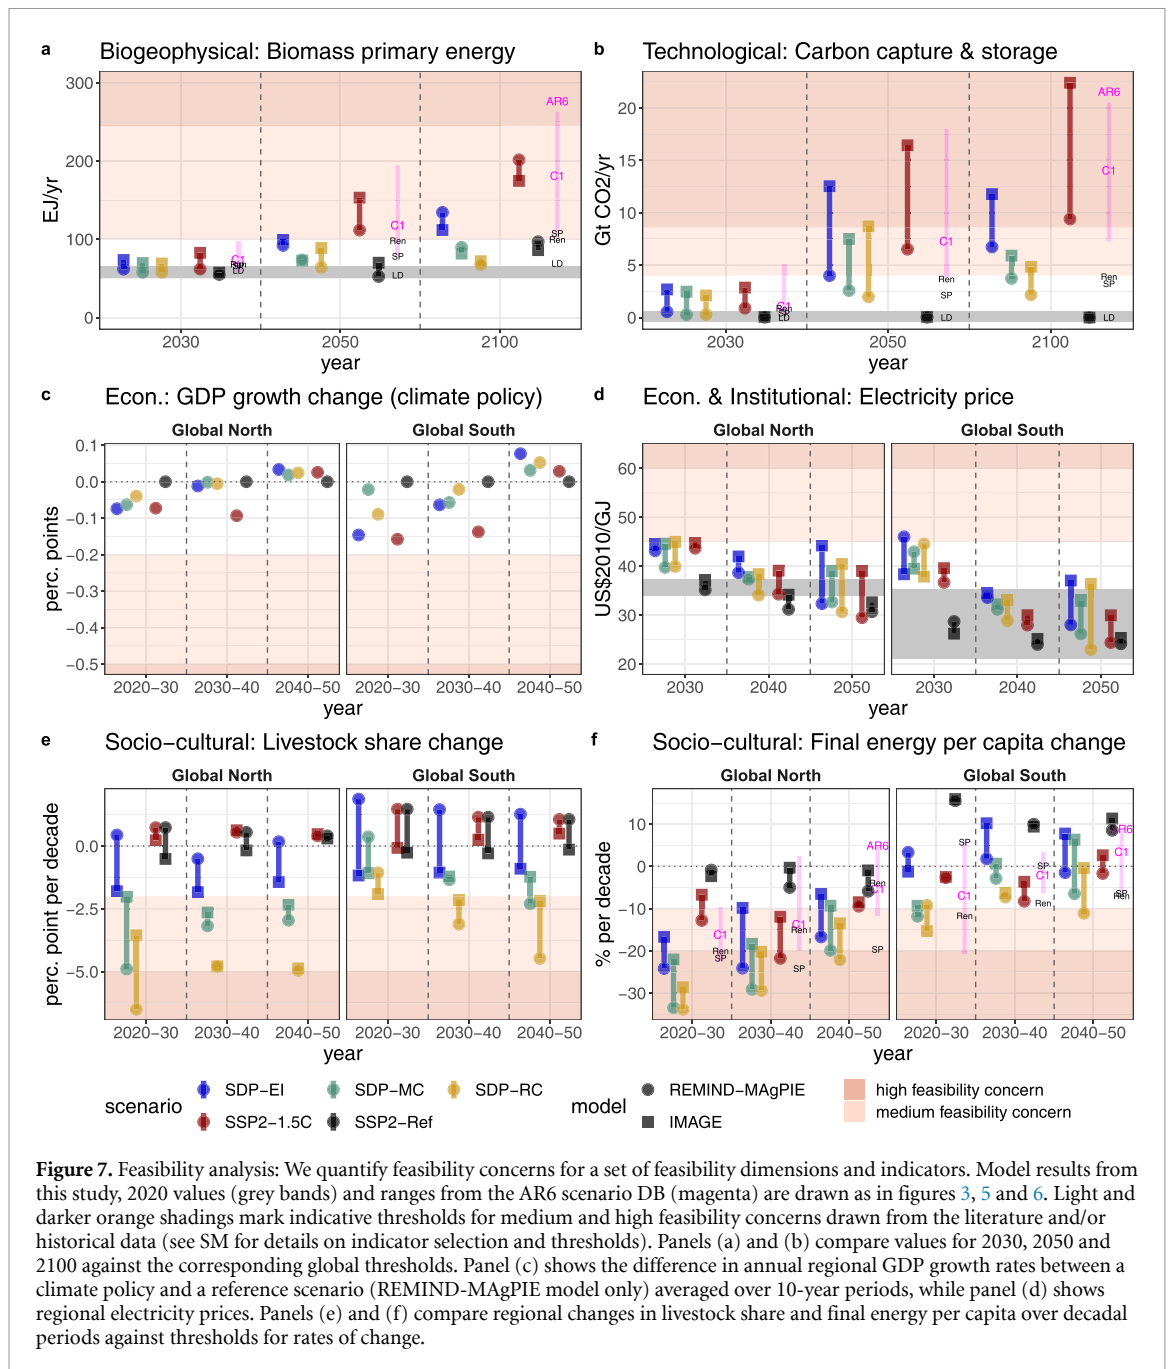 a
Biogeophysical: Biomass primary energy
300
200
100
0
EJ/yr
AR6
C1
SP
Ren
LD
C1
Ren
SP
LD
C1
Ren
LD
2030
2050
2100
year
b
Technological: Carbon capture & storage
20
15
10
5
0
Gt CO2/yr
AR6
C1
Ren
SP
LD
C1
Ren
SP
LD
C1
Ren
SP
LD
2030
2050
2100
year
c
Econ.: GDP growth change (climate policy)
Global North
Global South
0.1
0.0
−0.1
−0.2
−0.3
−0.4
−0.5
perc. points
2020−30
2030−40
2040−50
2020−30
2030−40
2040−50
year
d
Econ. & Institutional: Electricity price
Global North
Global South
60
50
40
30
20
US$2010/GJ
2030
2040
2050
2030
2040
2050
year
e
Socio−cultural: Livestock share change
Global North
Global South
0.0
−2.5
−5.0
perc. point per decade
2020−30
2030−40
2040−50
2020−30
2030−40
2040−50
year
f
Socio−cultural: Final energy per capita change
Global North
Global South
10
0
−10
−20
−30
% per decade
C1
Ren
SP
C1
Ren
SP
AR6
Ren
C1
SP
SP
C1
Ren
SP
C1
Ren
AR6
C1
SP
Ren
2020−30
2030−40
2040−50
2020−30
2030−40
2040−50
year
scenario
SDP−EI
SDP−MC
SDP−RC
SSP2−1.5C
SSP2−Ref
model
REMIND−MAgPIE
IMAGE
high feasibility concern
medium feasibility concern
Figure 7. Feasibility analysis: We quantify feasibility concerns for a set of feasibility dimensions and indicators. Model results from
this study, 2020 values (grey bands) and ranges from the AR6 scenario DB (magenta) are drawn as in figures 3, 5 and 6. Light and
darker orange shadings mark indicative thresholds for medium and high feasibility concerns drawn from the literature and/or
historical data (see SM for details on indicator selection and thresholds). Panels (a) and (b) compare values for 2030, 2050 and
2100 against the corresponding global thresholds. Panel (c) shows the difference in annual regional GDP growth rates between a
climate policy and a reference scenario (REMIND-MAgPIE model only) averaged over 10-year periods, while panel (d) shows
regional electricity prices. Panels (e) and (f) compare regional changes in livestock share and final energy per capita over decadal
periods against thresholds for rates of change.